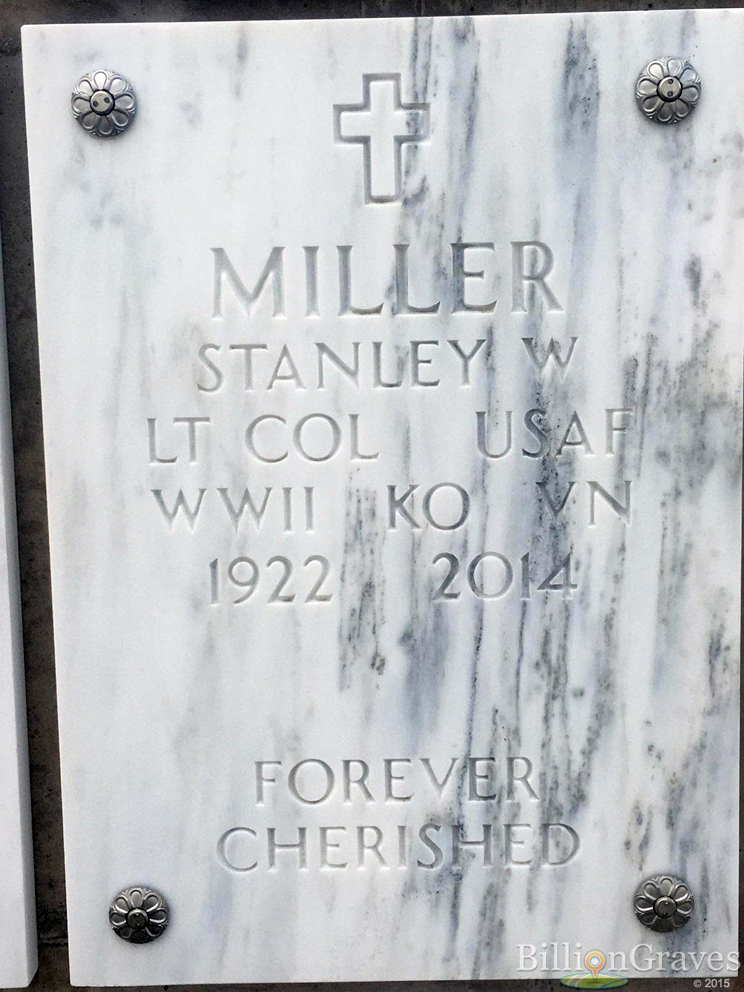 MILLER
STANLEY W
LT COL USAF
WWII KO VN
1922 2014
FOREVER
CHERISHED
BillionGraves
© 2015